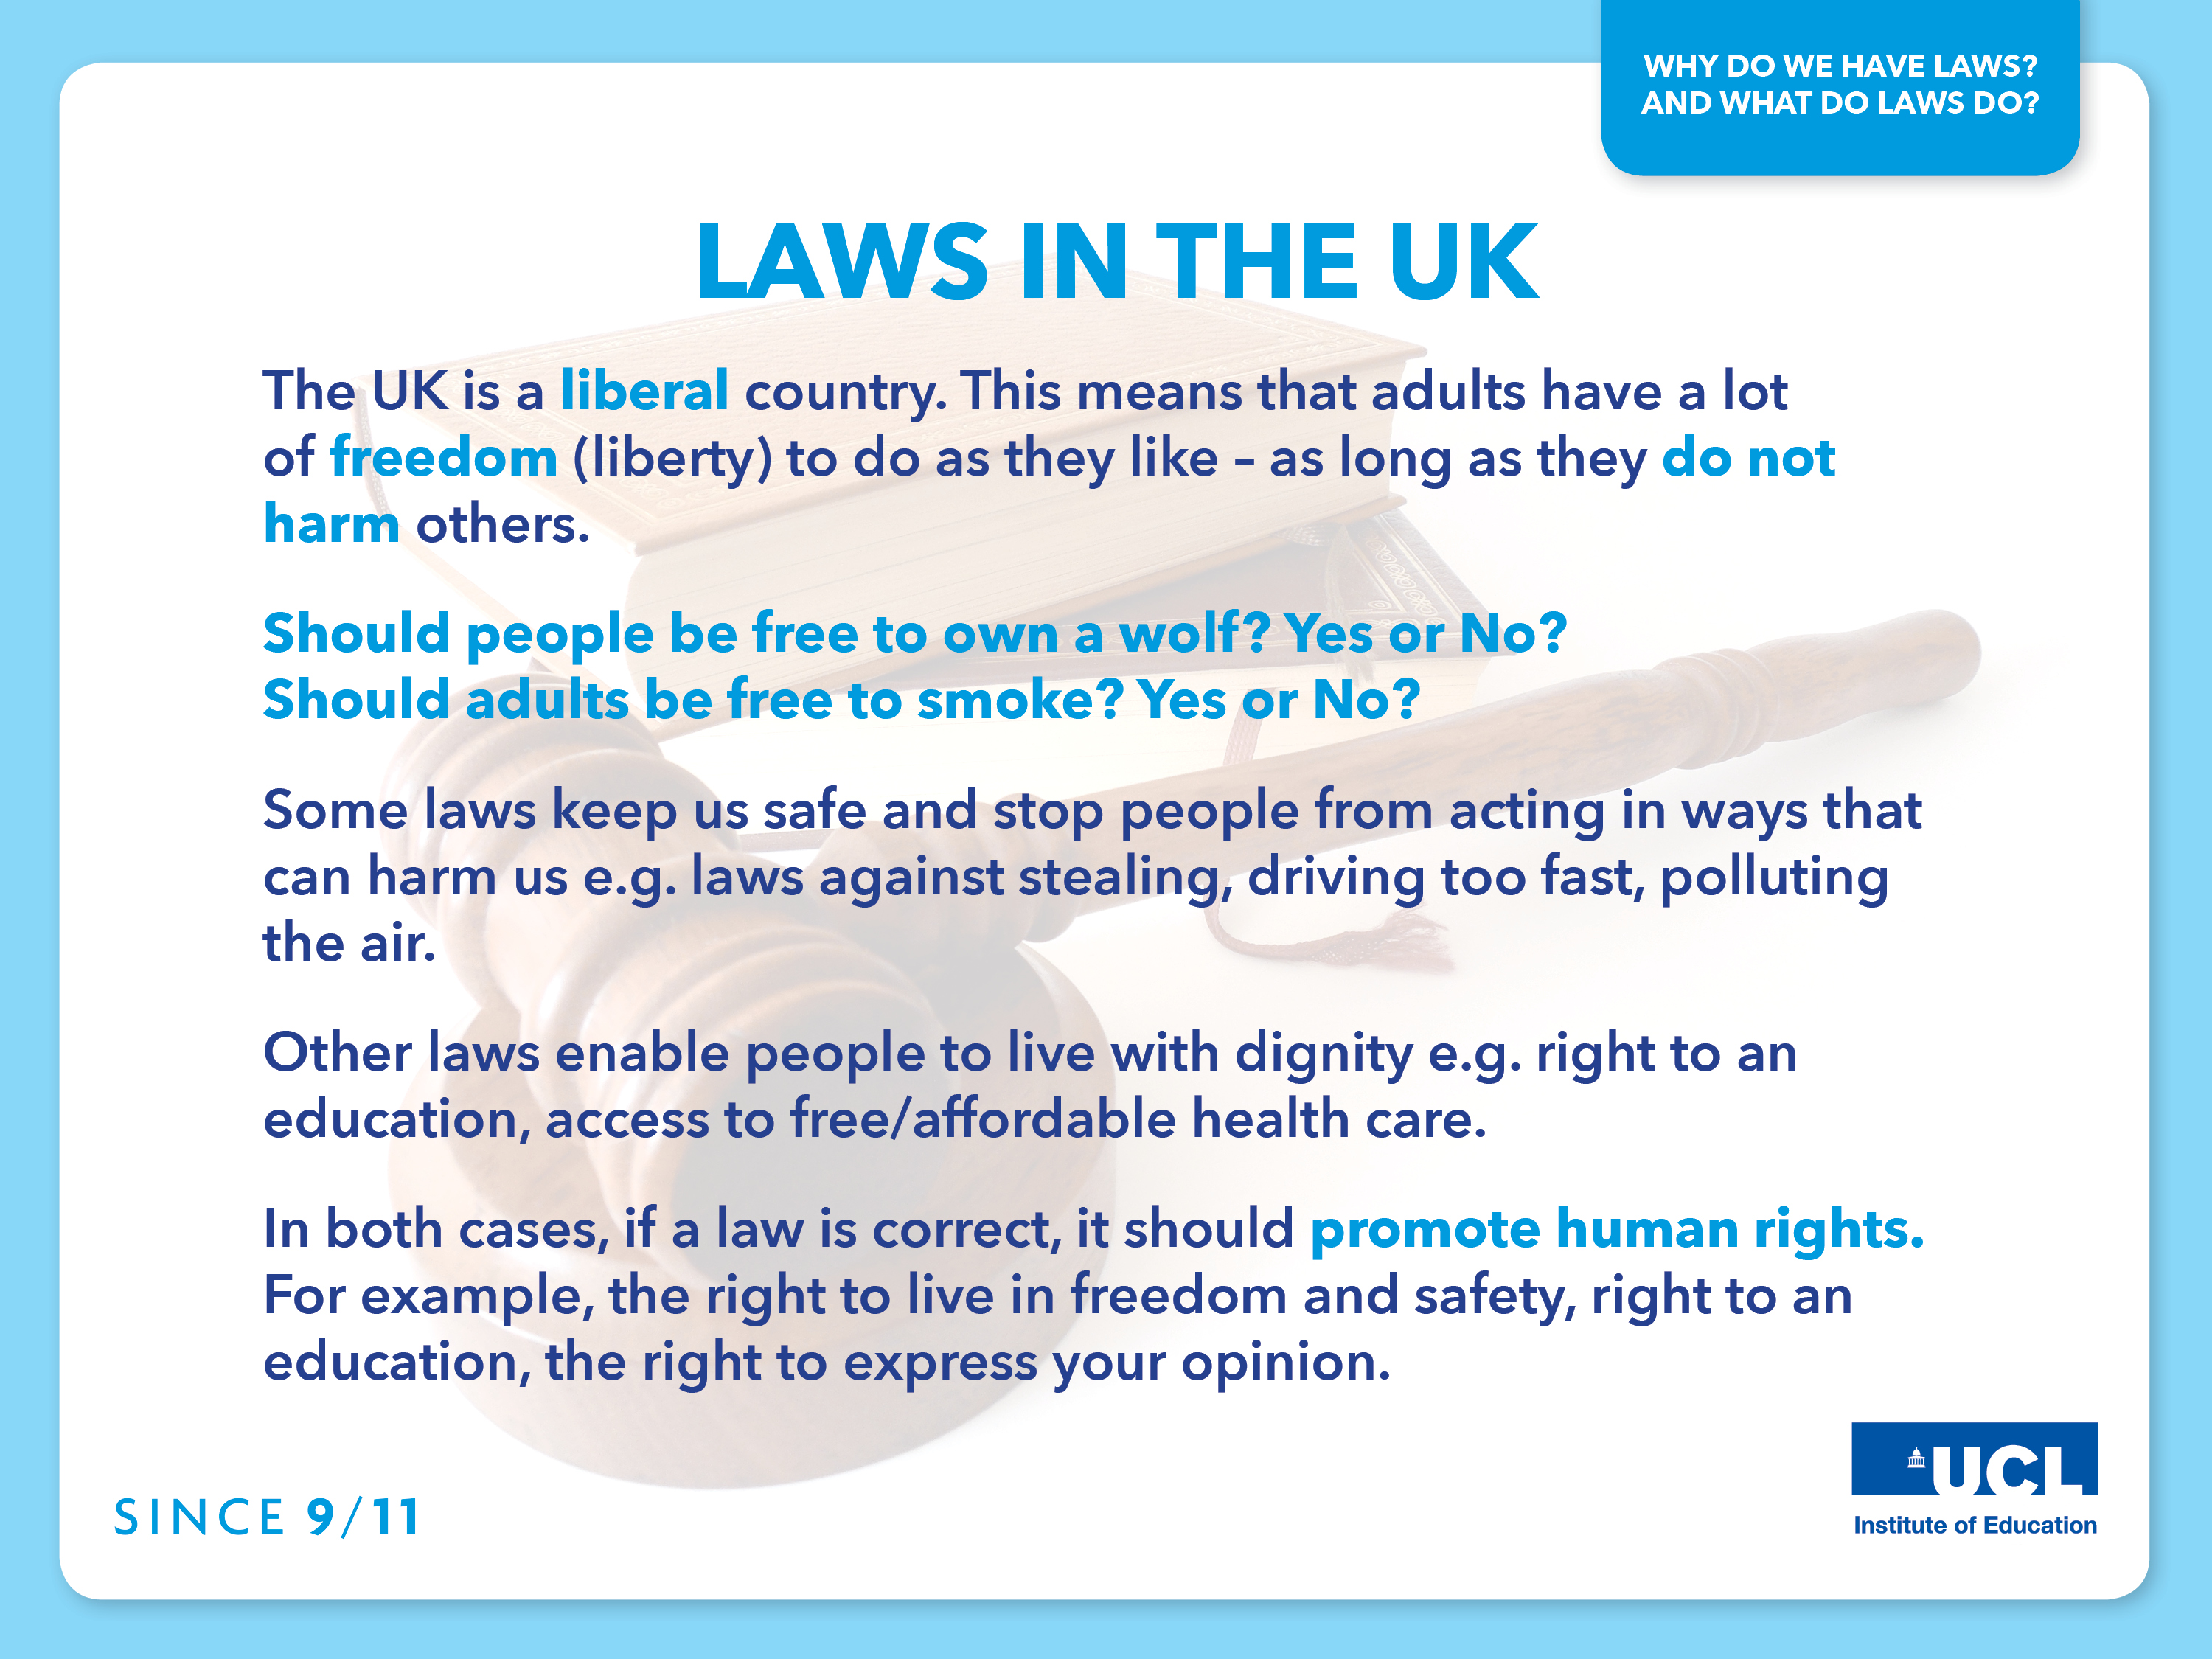 WHY DO WE HAVE LAWS?
AND WHAT DO LAWS DO?
LAWS IN THE UK
The UK is a liberal country. This means that adults have a lot
of freedom (liberty) to do as they like – as long as they do not
harm others.
Should people be free to own a wolf? Yes or No?
Should adults be free to smoke? Yes or No?
Some laws keep us safe and stop people from acting in ways that
can harm us e.g. laws against stealing, driving too fast, polluting
the air.
Other laws enable people to live with dignity e.g. right to an
education, access to free/affordable health care.
In both cases, if a law is correct, it should promote human rights.
For example, the right to live in freedom and safety, right to an
education, the right to express your opinion.
SINCE 9/11
UCL
Institute of Education